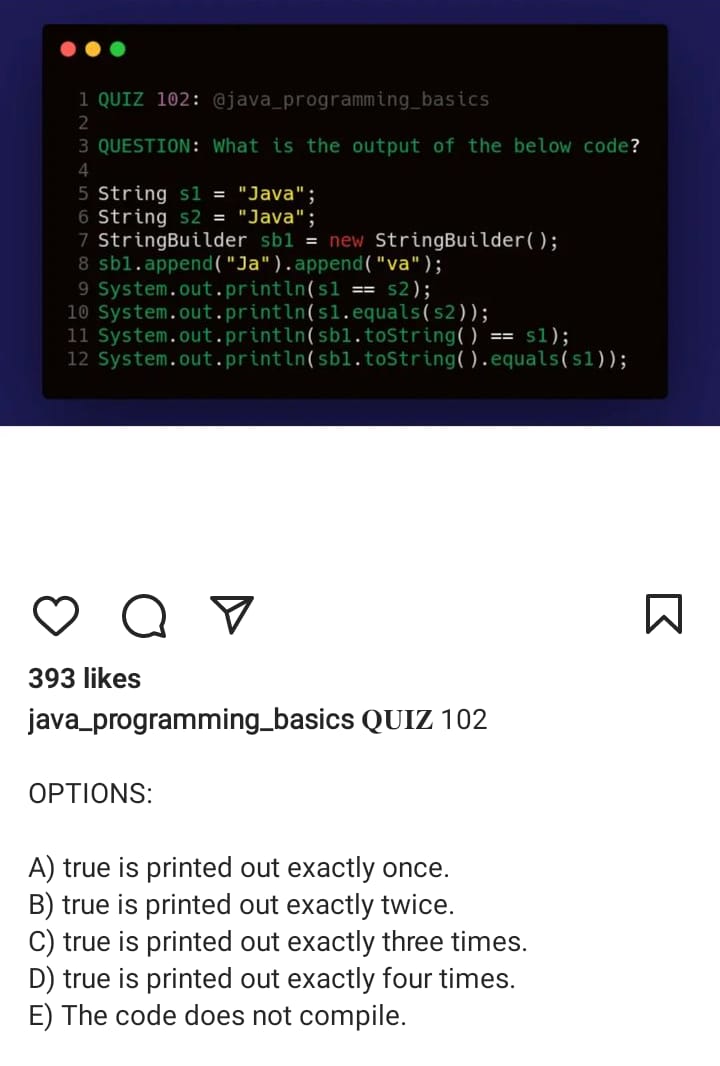 1 QUIZ 102: @java_programming_basics
2
3 QUESTION: What is the output of the below code?
4
5 String s1 = "Java";
6 String s2 = "Java";
7 StringBuilder sb1 = new StringBuilder();
8 sb1.append("Ja").append("va");
9 System.out.println(s1 == s2);
10 System.out.println(s1.equals(s2));
11 System.out.println(sb1.toString() == s1);
12 System.out.println(sb1.toString().equals(s1));
393 likes
java_programming_basics 𝐐𝐔𝐈𝐙 102
OPTIONS:
A) true is printed out exactly once.
B) true is printed out exactly twice.
C) true is printed out exactly three times.
D) true is printed out exactly four times.
E) The code does not compile.